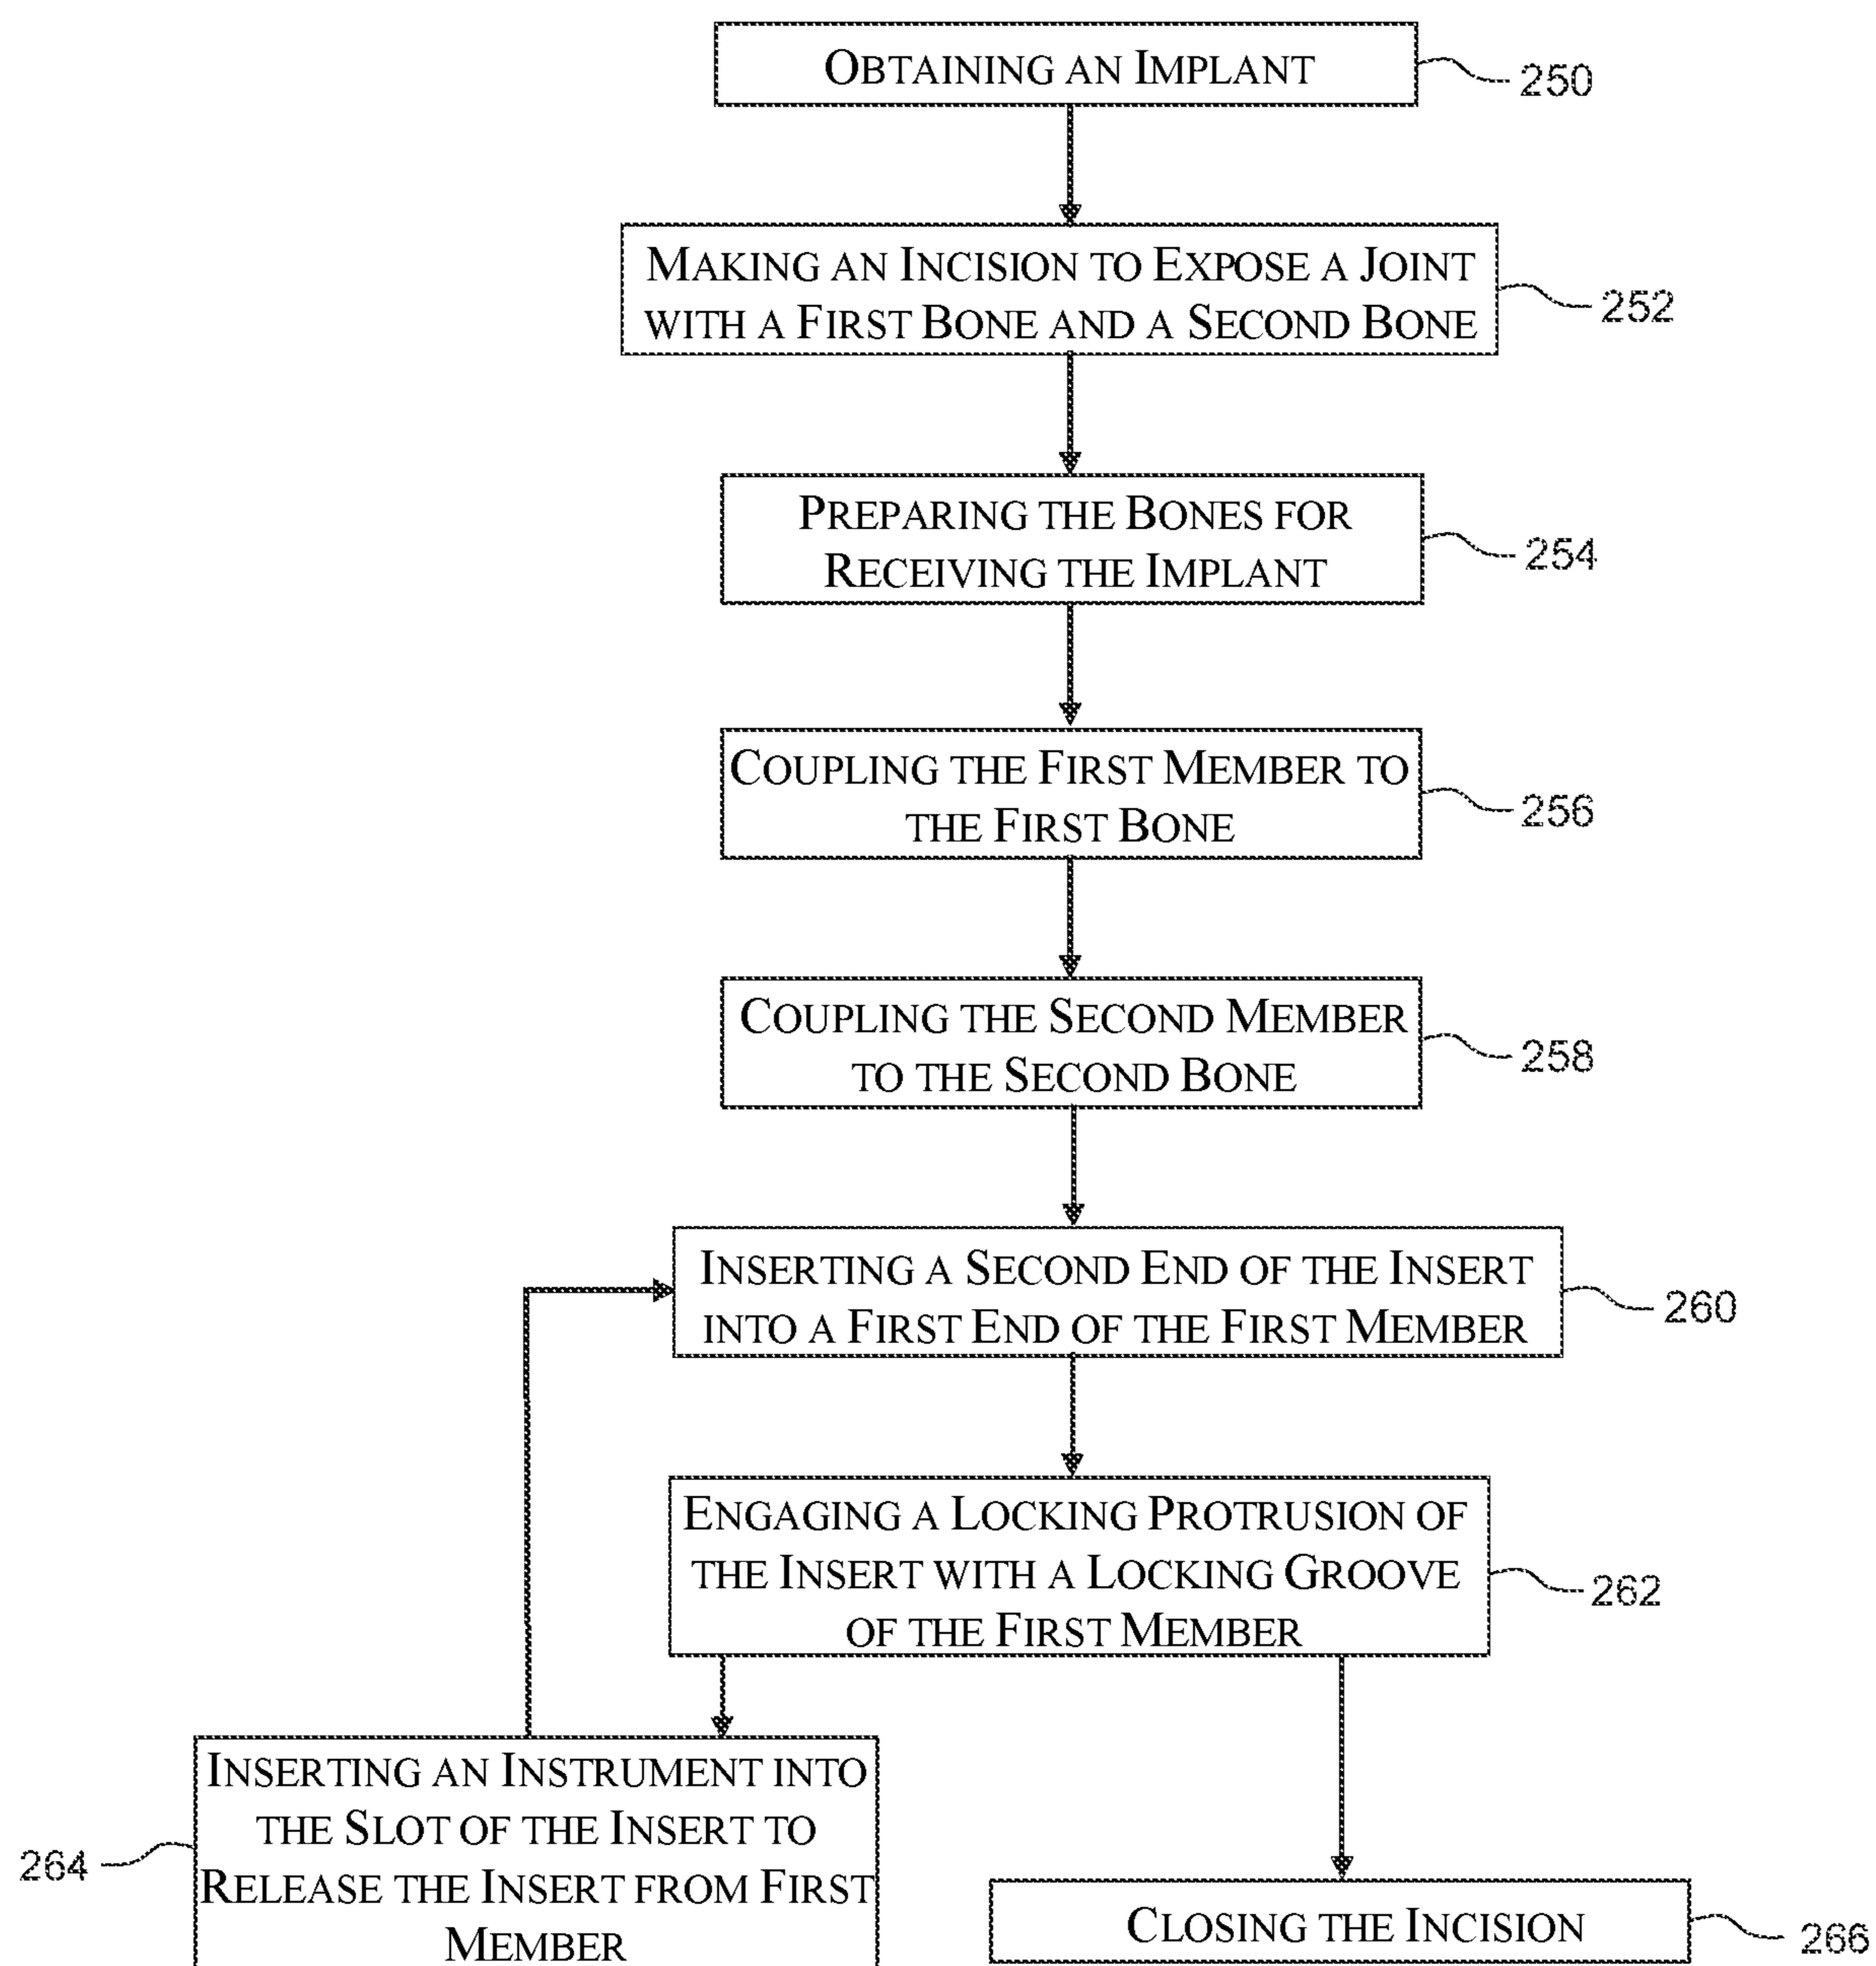 OBTAINING AN IMPLANT
250
MAKING AN INCISION TO EXPOSE A JOINT
WITH A FIRST BONE AND A SECOND BONE
252
PREPARING THE BONES FOR
RECEIVING THE IMPLANT
254
COUPLING THE FIRST MEMBER TO
THE FIRST BONE
256
COUPLING THE SECOND MEMBER
TO THE SECOND BONE
258
INSERTING A SECOND END OF THE INSERT
INTO A FIRST END OF THE FIRST MEMBER
260
ENGAGING A LOCKING PROTRUSION OF
THE INSERT WITH A LOCKING GROOVE
OF THE FIRST MEMBER
262
INSERTING AN INSTRUMENT INTO
THE SLOT OF THE INSERT TO
RELEASE THE INSERT FROM FIRST
MEMBER
264
CLOSING THE INCISION
266